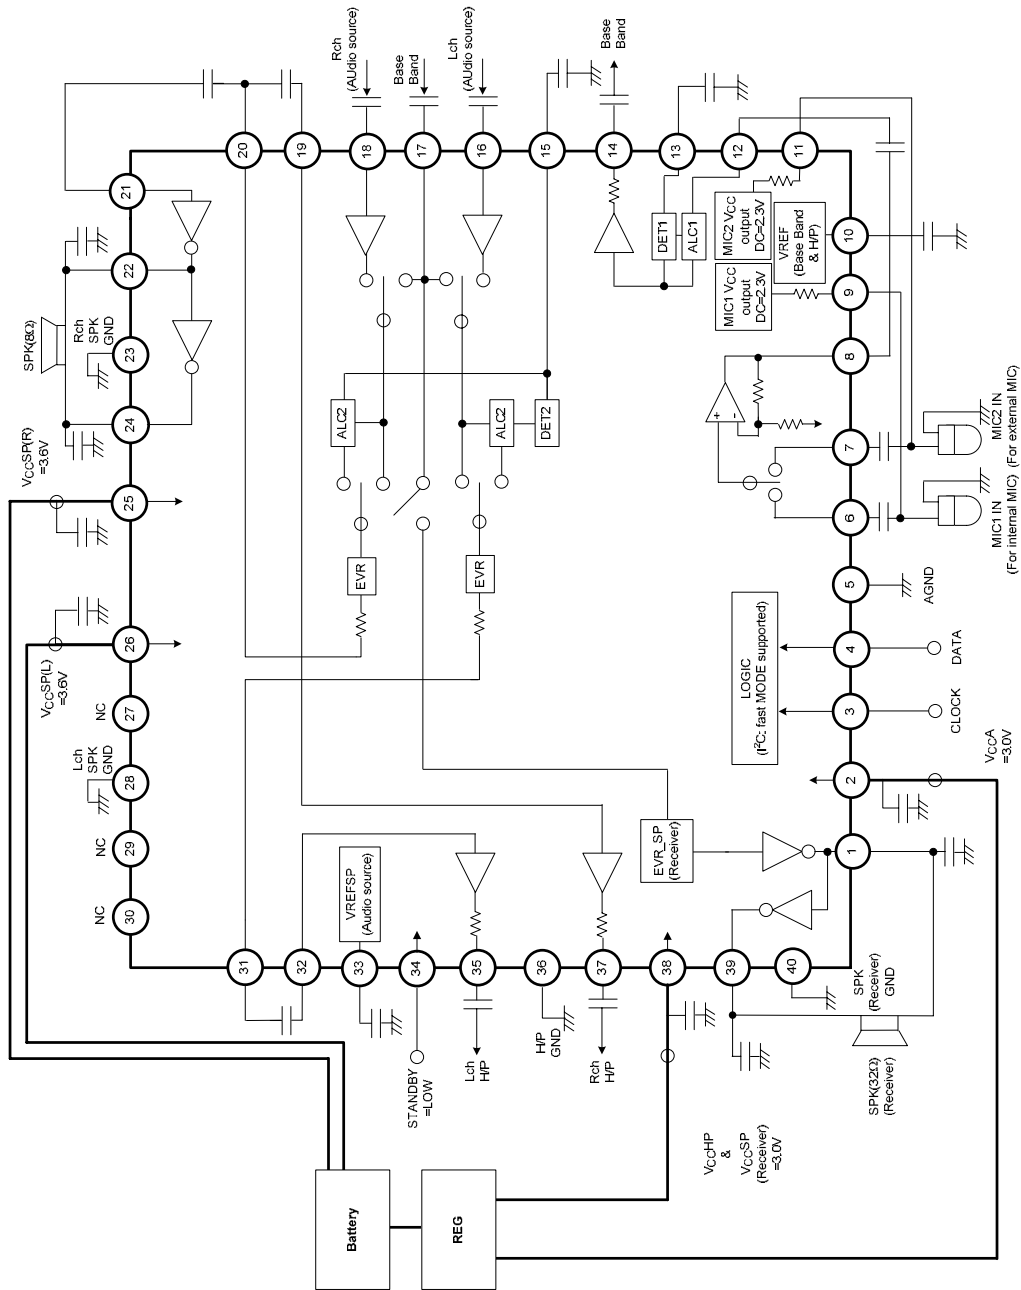 Rch
(AUdio source)
Base
Band
Lch
(AUdio source)
Base
Band
20
19
18
17
16
15
14
13
12
11
21
22
23
24
25
26
27
28
29
30
SPK(8Ω)
Rch
SPK
GND
VCCSP(R)
=3.6V
VCCSP(L)
=3.6V
NC
Lch
SPK
GND
NC
NC
DET1
ALC1
MIC2 VCC
output
DC=2.3V
VREF
(Base Band
& H/P)
MIC1 VCC
output
DC=2.3V
10
9
8
7
6
5
4
3
2
1
+
-
ALC2
ALC2
DET2
EVR
EVR
MIC2 IN
(For external MIC)
MIC1 IN
(For internal MIC)
AGND
DATA
CLOCK
VCCA
=3.0V
LOGIC
(I²C: fast MODE supported)
EVR_SP
(Receiver)
VREFSP
(Audio source)
31
32
33
34
35
36
37
38
39
40
STANDBY
=LOW
Lch
H/P
H/P
GND
Rch
H/P
SPK
(Receiver)
GND
SPK(32Ω)
(Receiver)
VCCHP
&
VCCSP
(Receiver)
=3.0V
Battery
REG